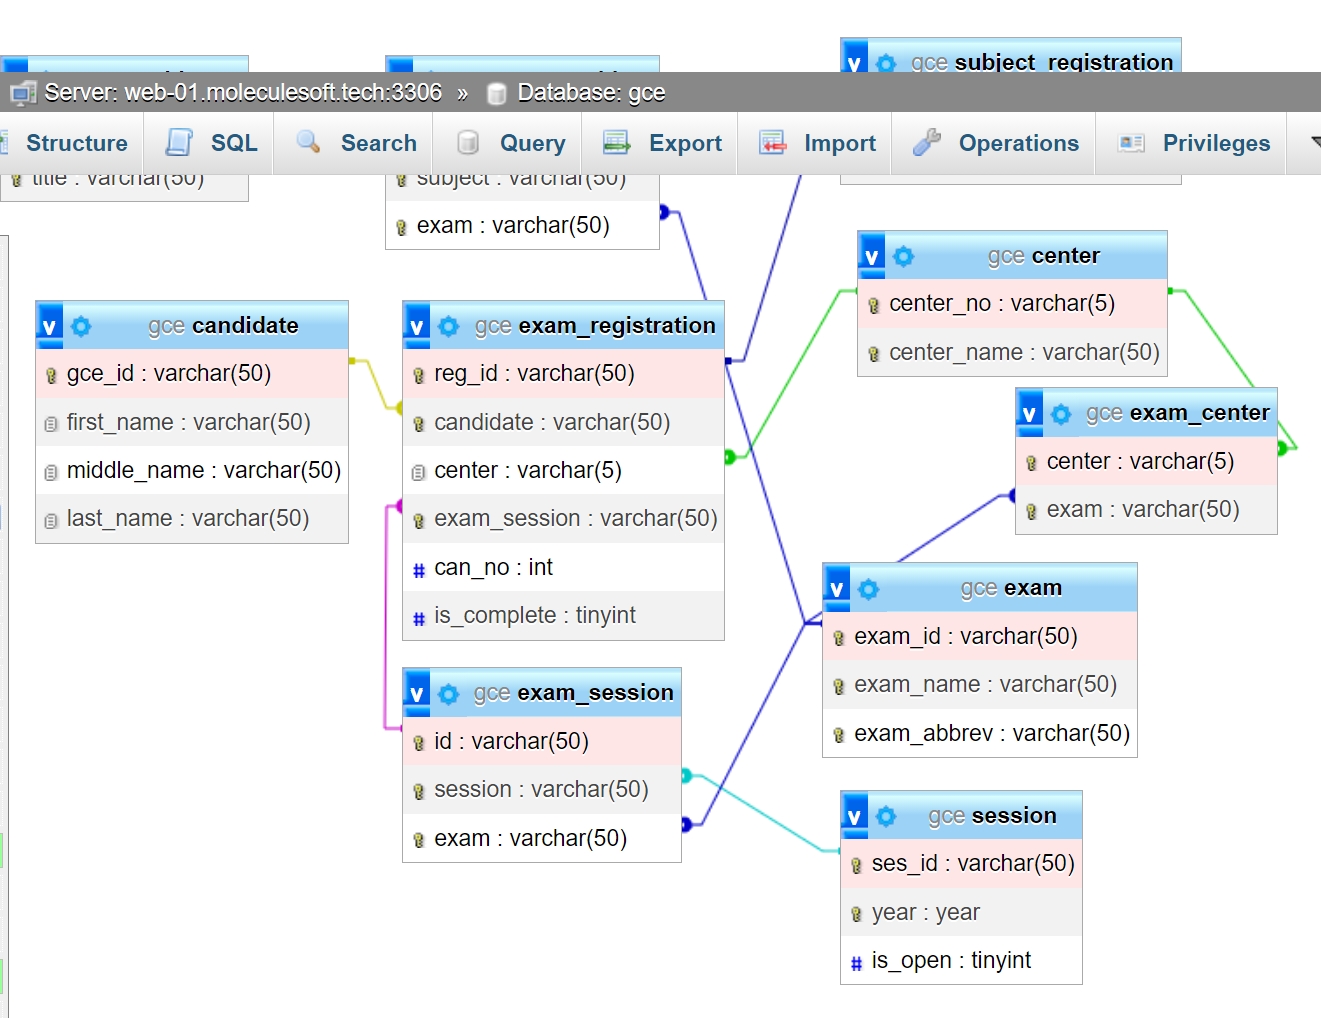 gce subject_registration
Server: web-01.moleculesoft.tech:3306 » Database: gce
Structure SQL Search Query Export Import Operations Privileges
title : varchar(50)
subject : varchar(50)
exam : varchar(50)
gce center
center_no : varchar(5)
center_name : varchar(50)
gce candidate
gce_id : varchar(50)
first_name : varchar(50)
middle_name : varchar(50)
last_name : varchar(50)
gce exam_registration
reg_id : varchar(50)
candidate : varchar(50)
center : varchar(5)
exam_session : varchar(50)
can_no : int
is_complete : tinyint
gce exam_center
center : varchar(5)
exam : varchar(50)
gce exam
exam_id : varchar(50)
exam_name : varchar(50)
exam_abbrev : varchar(50)
gce exam_session
id : varchar(50)
session : varchar(50)
exam : varchar(50)
gce session
ses_id : varchar(50)
year : year
is_open : tinyint